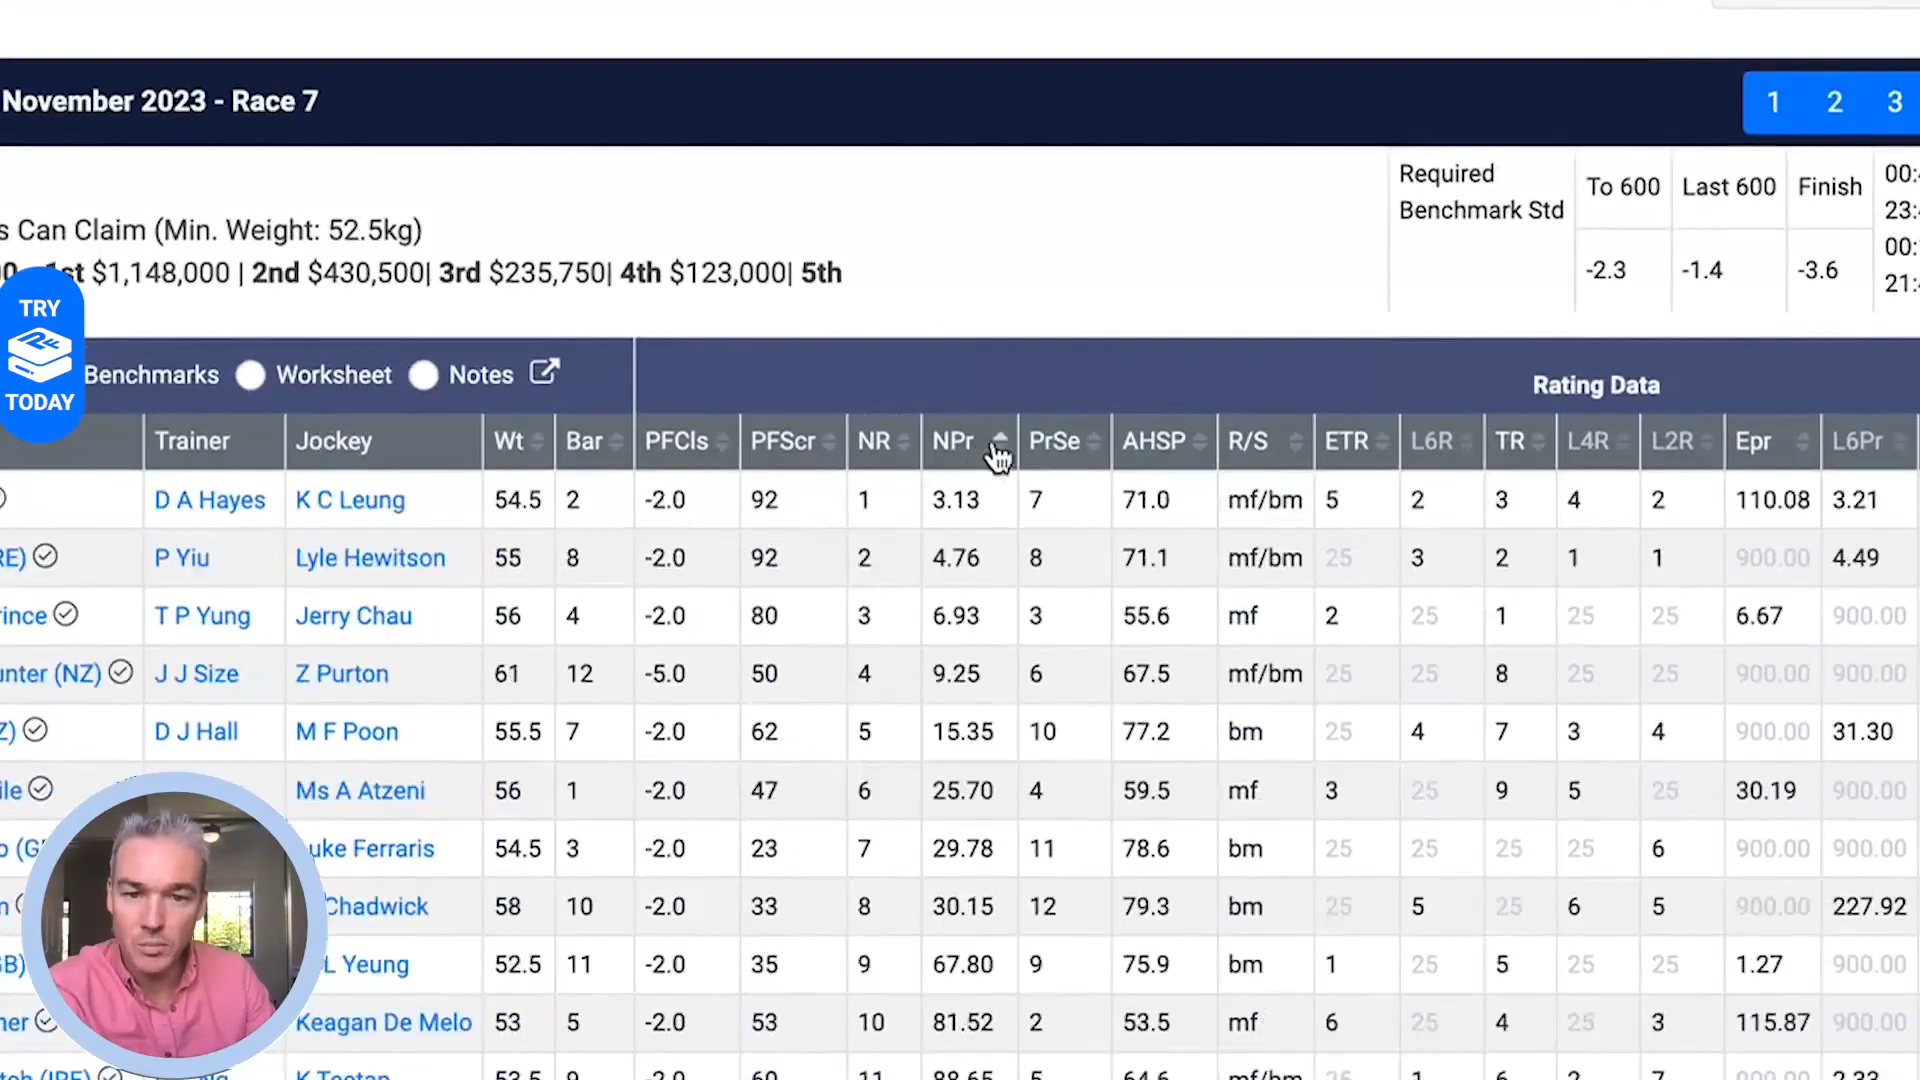 November 2023 - Race 7
1 2 3
Required Benchmark Std To 600 Last 600 Finish
-2.3 -1.4 -3.6
s Can Claim (Min. Weight: 52.5kg)
1st $1,148,000 | 2nd $430,500| 3rd $235,750| 4th $123,000| 5th
TRY
TODAY
Benchmarks Worksheet Notes
Rating Data
Trainer Jockey Wt Bar PFCls PFScr NR NPr PrSe AHSP R/S ETR L6R TR L4R L2R Epr L6Pr
D A Hayes K C Leung 54.5 2 -2.0 92 1 3.13 7 71.0 mf/bm 5 2 3 4 2 110.08 3.21
RE) P Yiu Lyle Hewitson 55 8 -2.0 92 2 4.76 8 71.1 mf/bm 25 3 2 1 1 900.00 4.49
rince T P Yung Jerry Chau 56 4 -2.0 80 3 6.93 3 55.6 mf 2 25 1 25 25 6.67 900.00
unter (NZ) J J Size Z Purton 61 12 -5.0 50 4 9.25 6 67.5 mf/bm 25 25 8 25 25 900.00 900.00
Z) D J Hall M F Poon 55.5 7 -2.0 62 5 15.35 10 77.2 bm 25 4 7 3 4 900.00 31.30
ile Ms A Atzeni 56 1 -2.0 47 6 25.70 4 59.5 mf 3 25 9 5 25 30.19 900.00
uke Ferraris 54.5 3 -2.0 23 7 29.78 11 78.6 bm 25 25 25 25 6 900.00 900.00
Chadwick 58 10 -2.0 33 8 30.15 12 79.3 bm 25 5 25 6 5 900.00 227.92
L Yeung 52.5 11 -2.0 35 9 67.80 9 75.9 bm 1 25 5 25 25 1.27 900.00
ner Keagan De Melo 53 5 -2.0 53 10 81.52 2 53.5 mf 6 25 4 25 3 115.87 900.00